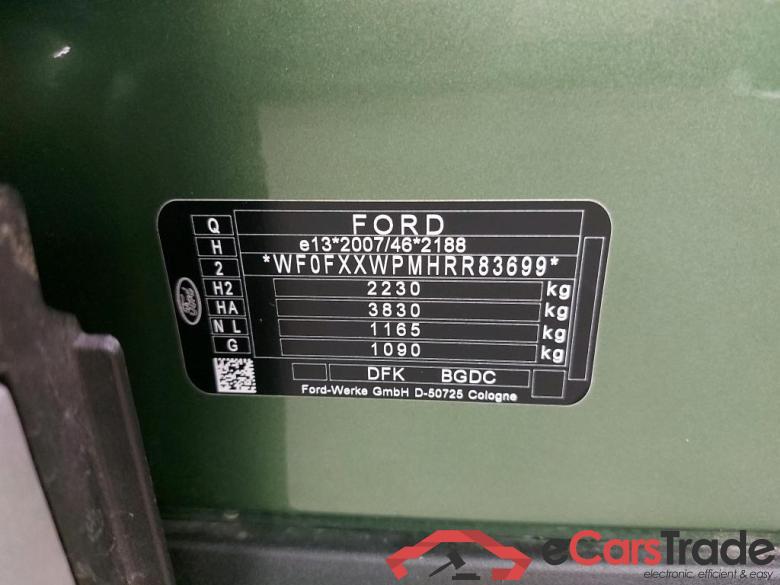 Q FORD
H e13*2007/46*2188
2 *WF0FXXWPMHRR83699*
H2 2230 kg
HA 3830 kg
N L 1165 kg
G 1090 kg
Ford
DFK BGDC
Ford-Werke GmbH D-50725 Cologne
eCarsTrade
electronic, efficient & easy